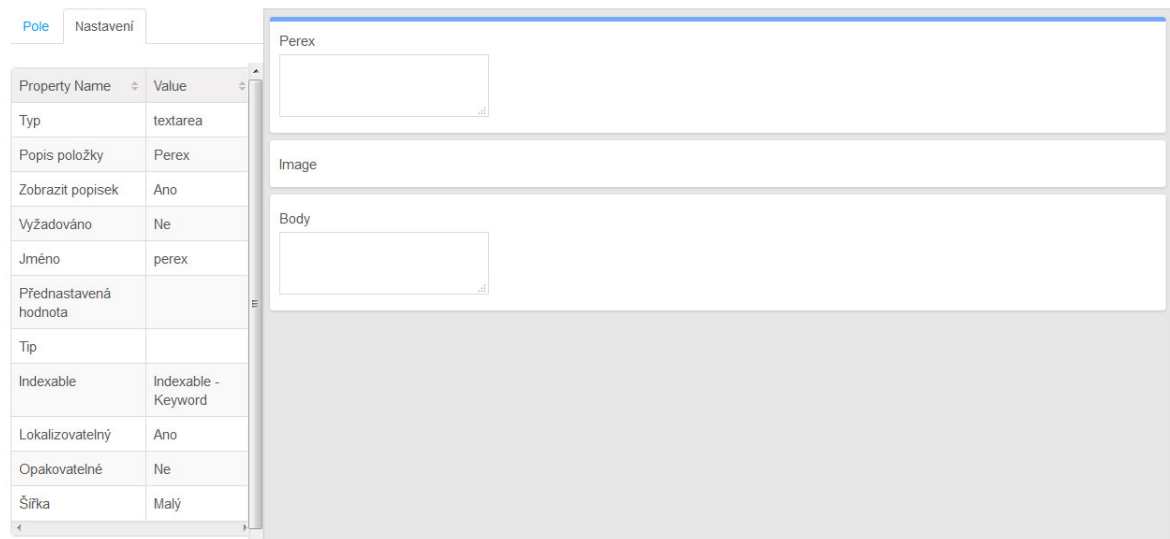 Pole Nastavení
Property Name Value
Typ textarea
Popis položky Perex
Zobrazit popisek Ano
Vyžadováno Ne
Jméno perex
Přednastavená
hodnota
Tip
Indexable Indexable -
Keyword
Lokalizovatelný Ano
Opakovatelné Ne
Šířka Malý
Perex
Image
Body